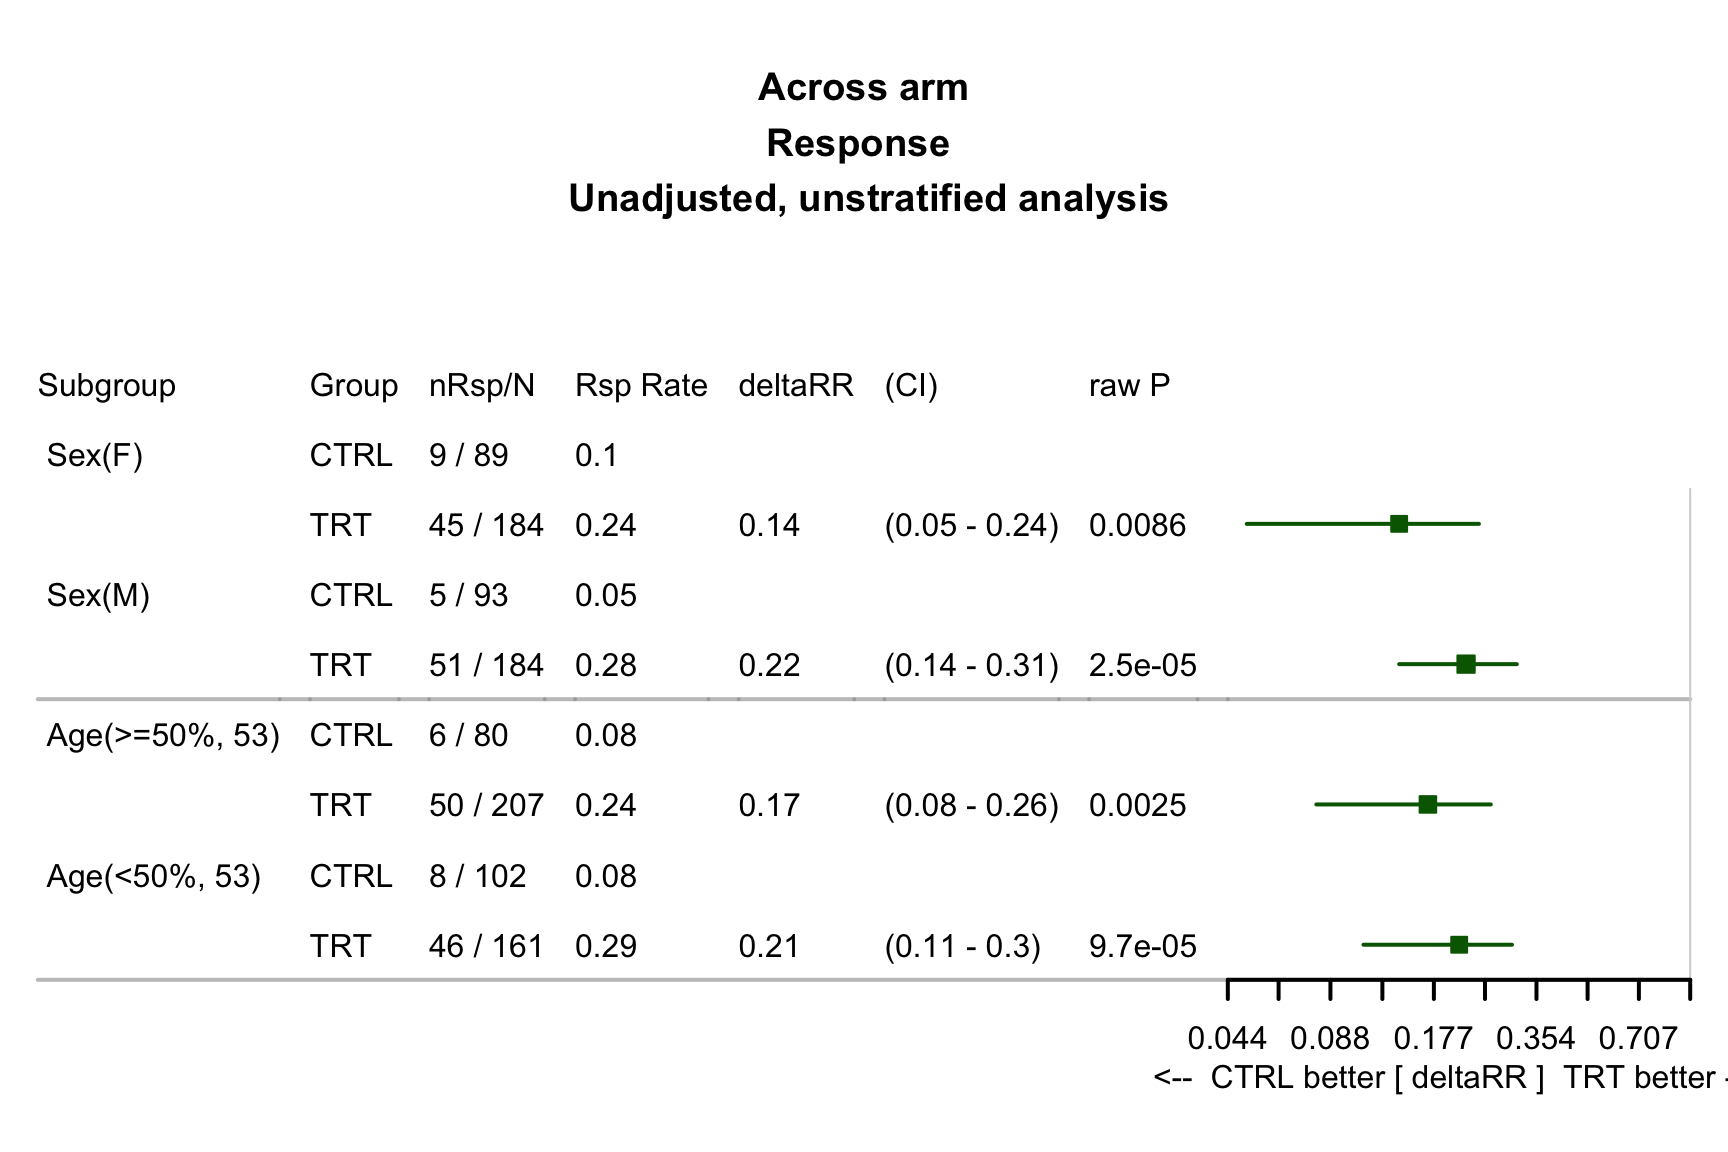 Across arm
Response
Unadjusted, unstratified analysis
Subgroup Group nRsp/N Rsp Rate deltaRR (CI) raw P
Sex(F) CTRL 9 / 89 0.1
TRT 45 / 184 0.24 0.14 (0.05 - 0.24) 0.0086
Sex(M) CTRL 5 / 93 0.05
TRT 51 / 184 0.28 0.22 (0.14 - 0.31) 2.5e-05
Age(>=50%, 53) CTRL 6 / 80 0.08
TRT 50 / 207 0.24 0.17 (0.08 - 0.26) 0.0025
Age(<50%, 53) CTRL 8 / 102 0.08
TRT 46 / 161 0.29 0.21 (0.11 - 0.3) 9.7e-05
0.044 0.088 0.177 0.354 0.707
<-- CTRL better [ deltaRR ] TRT better -